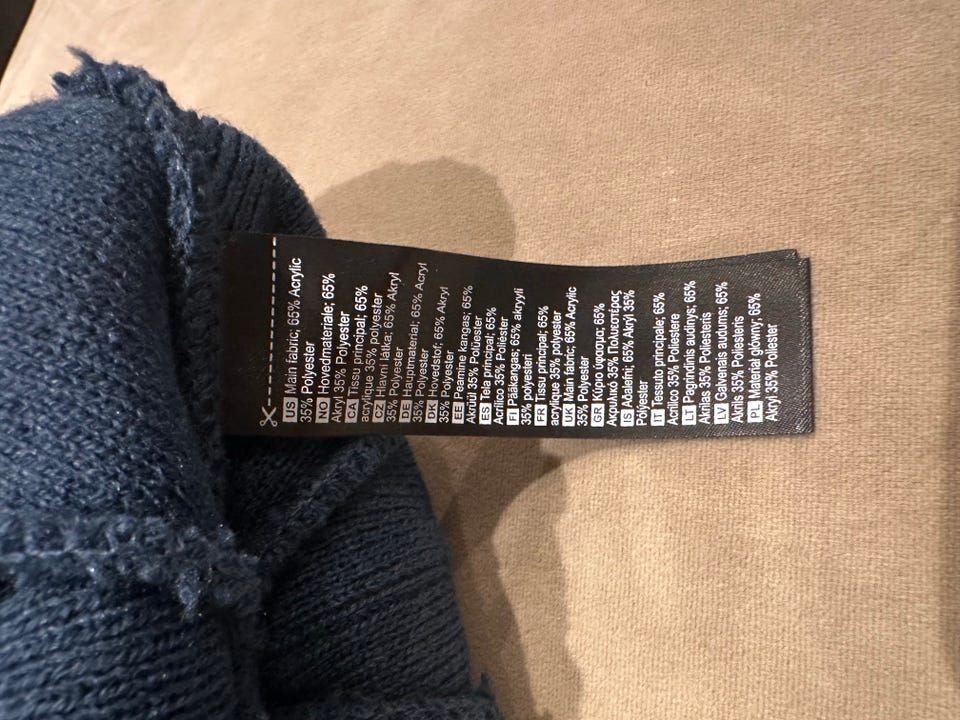 US Main fabric; 65% Acrylic
35% Polyester
NO Hovedmateriale; 65%
Akryl 35% Polyester
CA Tissu principal; 65%
acrylique 35% polyester
CZ Hlavní látka; 65% Akryl
35% Polyester
DE Hauptmaterial; 65% Acryl
35% Polyester
DK Hovedstof; 65% Akryl
35% Polyester
EE Peamine kangas; 65%
Akrüül 35% Polüester
ES Tela principal; 65%
Acrílico 35% Poliéster
FI Pääkangas; 65% akryyli
35% polyesteri
FR Tissu principal; 65%
acrylique 35% polyester
UK Main fabric; 65% Acrylic
35% Polyester
GR Κύριο ύφασμα; 65%
Ακρυλικό 35% Πολυεστέρας
IS Aðalefni; 65% Akrýl 35%
Pólýester
IT Tessuto principale; 65%
Acrilico 35% Poliestere
LT Pagrindinis audinys; 65%
Akrilas 35% Poliesteris
LV Galvenais audums; 65%
Akrils 35% Poliesteris
PL Materiał główny; 65%
Akryl 35% Poliester